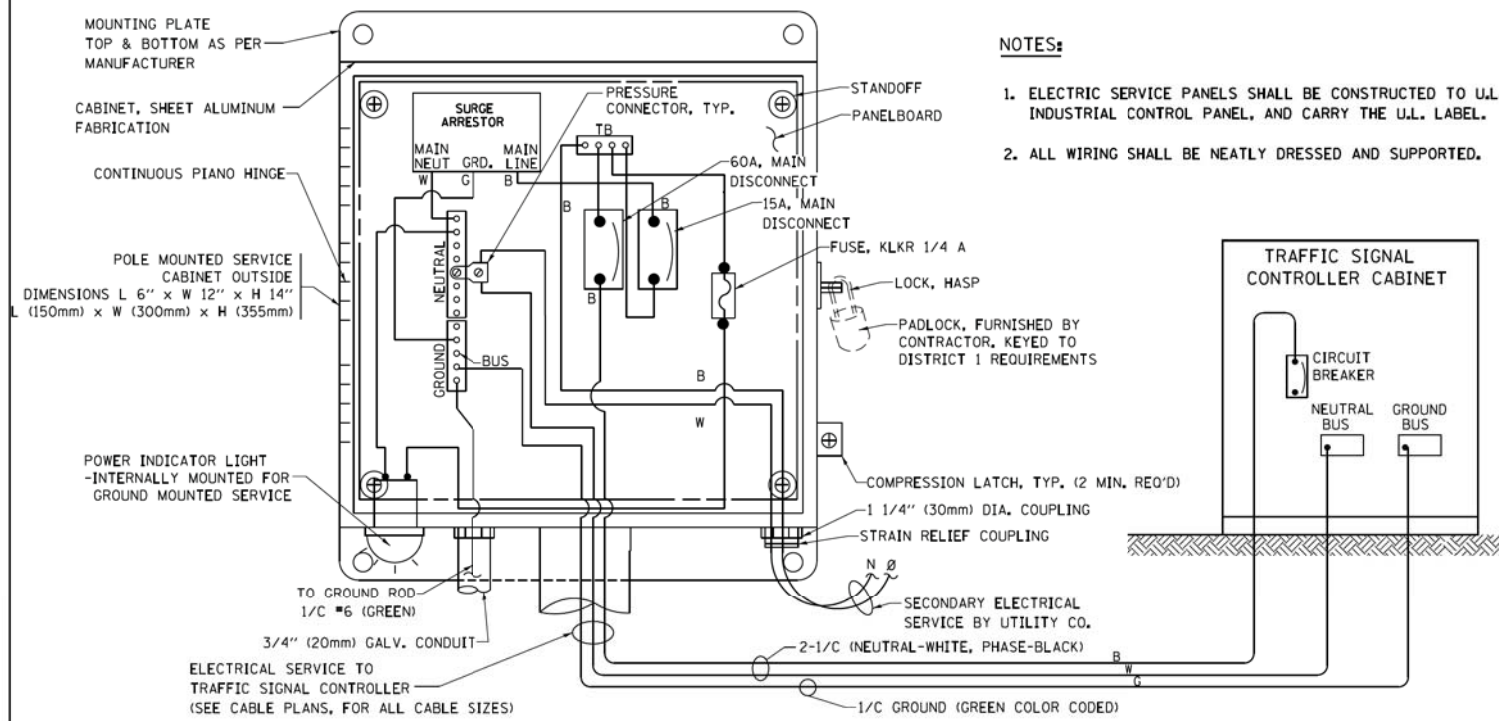 MOUNTING PLATE
TOP & BOTTOM AS PER
MANUFACTURER
CABINET, SHEET ALUMINUM
FABRICATION
CONTINUOUS PIANO HINGE
POLE MOUNTED SERVICE
CABINET OUTSIDE
DIMENSIONS L 6" x W 12" x H 14"
L (150mm) x W (300mm) x H (355mm)
POWER INDICATOR LIGHT
-INTERNALLY MOUNTED FOR
GROUND MOUNTED SERVICE
SURGE
ARRESTOR
MAIN
NEUT
GRD.
MAIN
LINE
W
G
B
PRESSURE
CONNECTOR, TYP.
TB
NEUTRAL
GROUND
BUS
B
B
B
B
W
STANDOFF
PANELBOARD
60A, MAIN
DISCONNECT
15A, MAIN
DISCONNECT
FUSE, KLKR 1/4 A
LOCK, HASP
PADLOCK, FURNISHED BY
CONTRACTOR. KEYED TO
DISTRICT 1 REQUIREMENTS
COMPRESSION LATCH, TYP. (2 MIN. REQ'D)
1 1/4" (30mm) DIA. COUPLING
STRAIN RELIEF COUPLING
N Ø
SECONDARY ELECTRICAL
SERVICE BY UTILITY CO.
TO GROUND ROD
1/C #6 (GREEN)
3/4" (20mm) GALV. CONDUIT
ELECTRICAL SERVICE TO
TRAFFIC SIGNAL CONTROLLER
(SEE CABLE PLANS, FOR ALL CABLE SIZES)
2-1/C (NEUTRAL-WHITE, PHASE-BLACK)
B
W
G
1/C GROUND (GREEN COLOR CODED)
NOTES:
1. ELECTRIC SERVICE PANELS SHALL BE CONSTRUCTED TO U.L
INDUSTRIAL CONTROL PANEL, AND CARRY THE U.L. LABEL.
2. ALL WIRING SHALL BE NEATLY DRESSED AND SUPPORTED.
TRAFFIC SIGNAL
CONTROLLER CABINET
CIRCUIT
BREAKER
NEUTRAL
BUS
GROUND
BUS